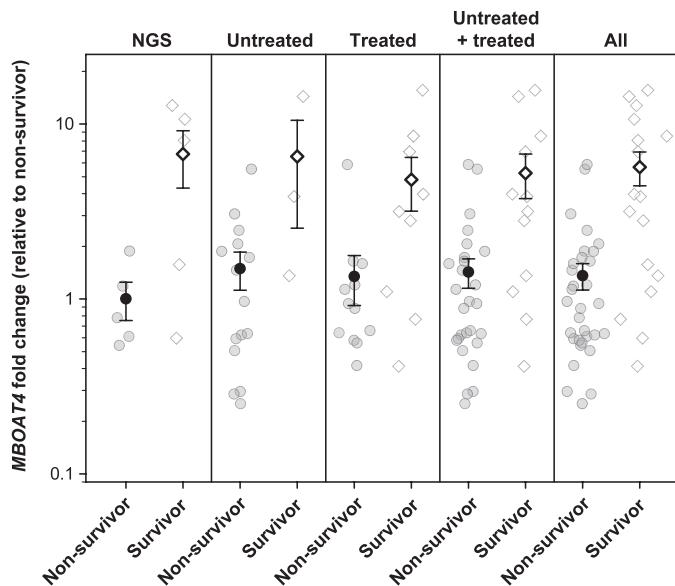 NGS
Untreated
Treated
Untreated
+ treated
All
MBOAT4 fold change (relative to non-survivor)
10
1
0.1
Non-survivor
Survivor
Non-survivor
Survivor
Non-survivor
Survivor
Non-survivor
Survivor
Non-survivor
Survivor